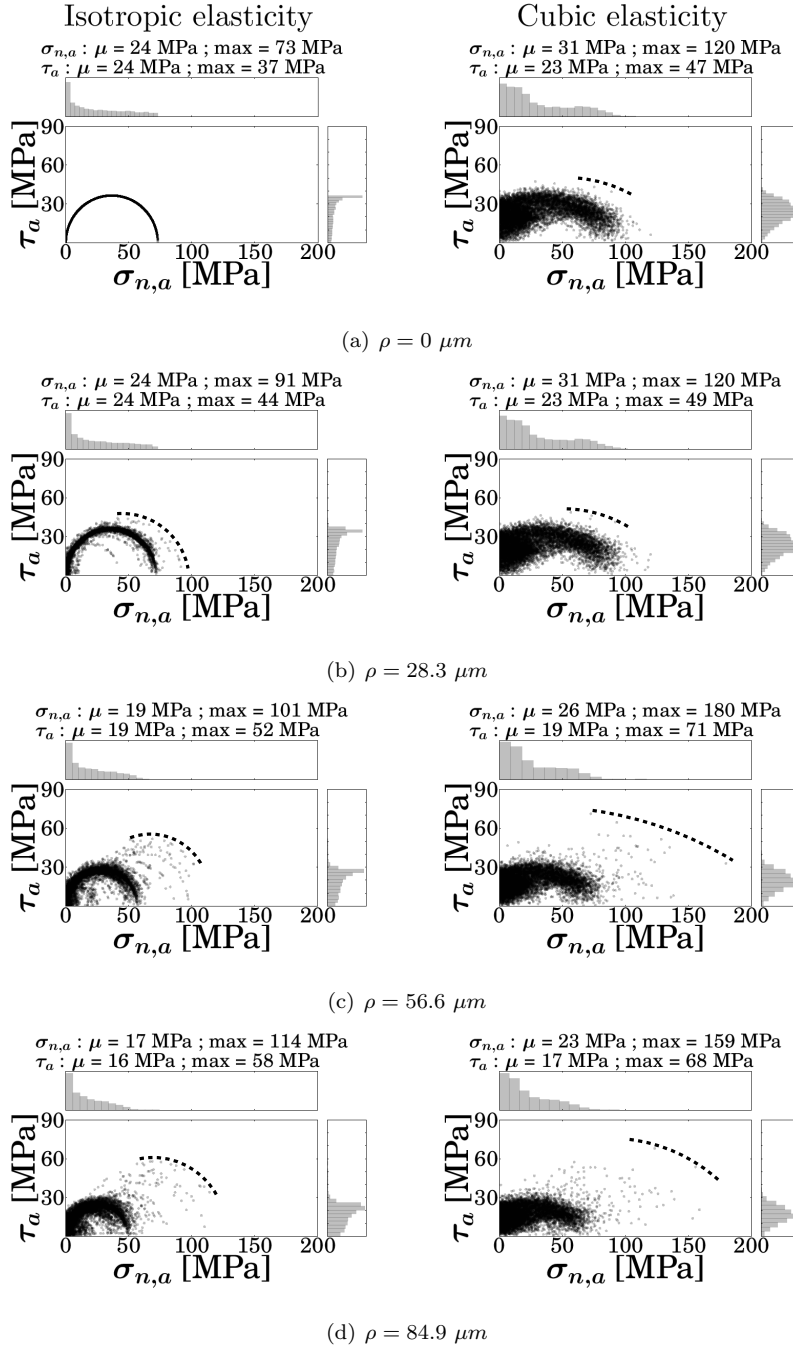 Isotropic elasticity Cubic elasticity
σn,a : μ = 24 MPa ; max = 73 MPa
τa : μ = 24 MPa ; max = 37 MPa
90
60
30
0
τa [MPa]
0 50 100 150 200
σn,a [MPa]
σn,a : μ = 31 MPa ; max = 120 MPa
τa : μ = 23 MPa ; max = 47 MPa
90
60
30
τa [MPa]
0 50 100 150 200
σn,a [MPa]
(a) ρ = 0 μm
σn,a : μ = 24 MPa ; max = 91 MPa
τa : μ = 24 MPa ; max = 44 MPa
90
60
30
τa [MPa]
0 50 100 150 200
σn,a [MPa]
σn,a : μ = 31 MPa ; max = 120 MPa
τa : μ = 23 MPa ; max = 49 MPa
90
60
30
τa [MPa]
0 50 100 150 200
σn,a [MPa]
(b) ρ = 28.3 μm
σn,a : μ = 19 MPa ; max = 101 MPa
τa : μ = 19 MPa ; max = 52 MPa
90
60
30
τa [MPa]
0 50 100 150 200
σn,a [MPa]
σn,a : μ = 26 MPa ; max = 180 MPa
τa : μ = 19 MPa ; max = 71 MPa
90
60
30
τa [MPa]
0 50 100 150 200
σn,a [MPa]
(c) ρ = 56.6 μm
σn,a : μ = 17 MPa ; max = 114 MPa
τa : μ = 16 MPa ; max = 58 MPa
90
60
30
τa [MPa]
0 50 100 150 200
σn,a [MPa]
σn,a : μ = 23 MPa ; max = 159 MPa
τa : μ = 17 MPa ; max = 68 MPa
90
60
30
τa [MPa]
0 50 100 150 200
σn,a [MPa]
(d) ρ = 84.9 μm